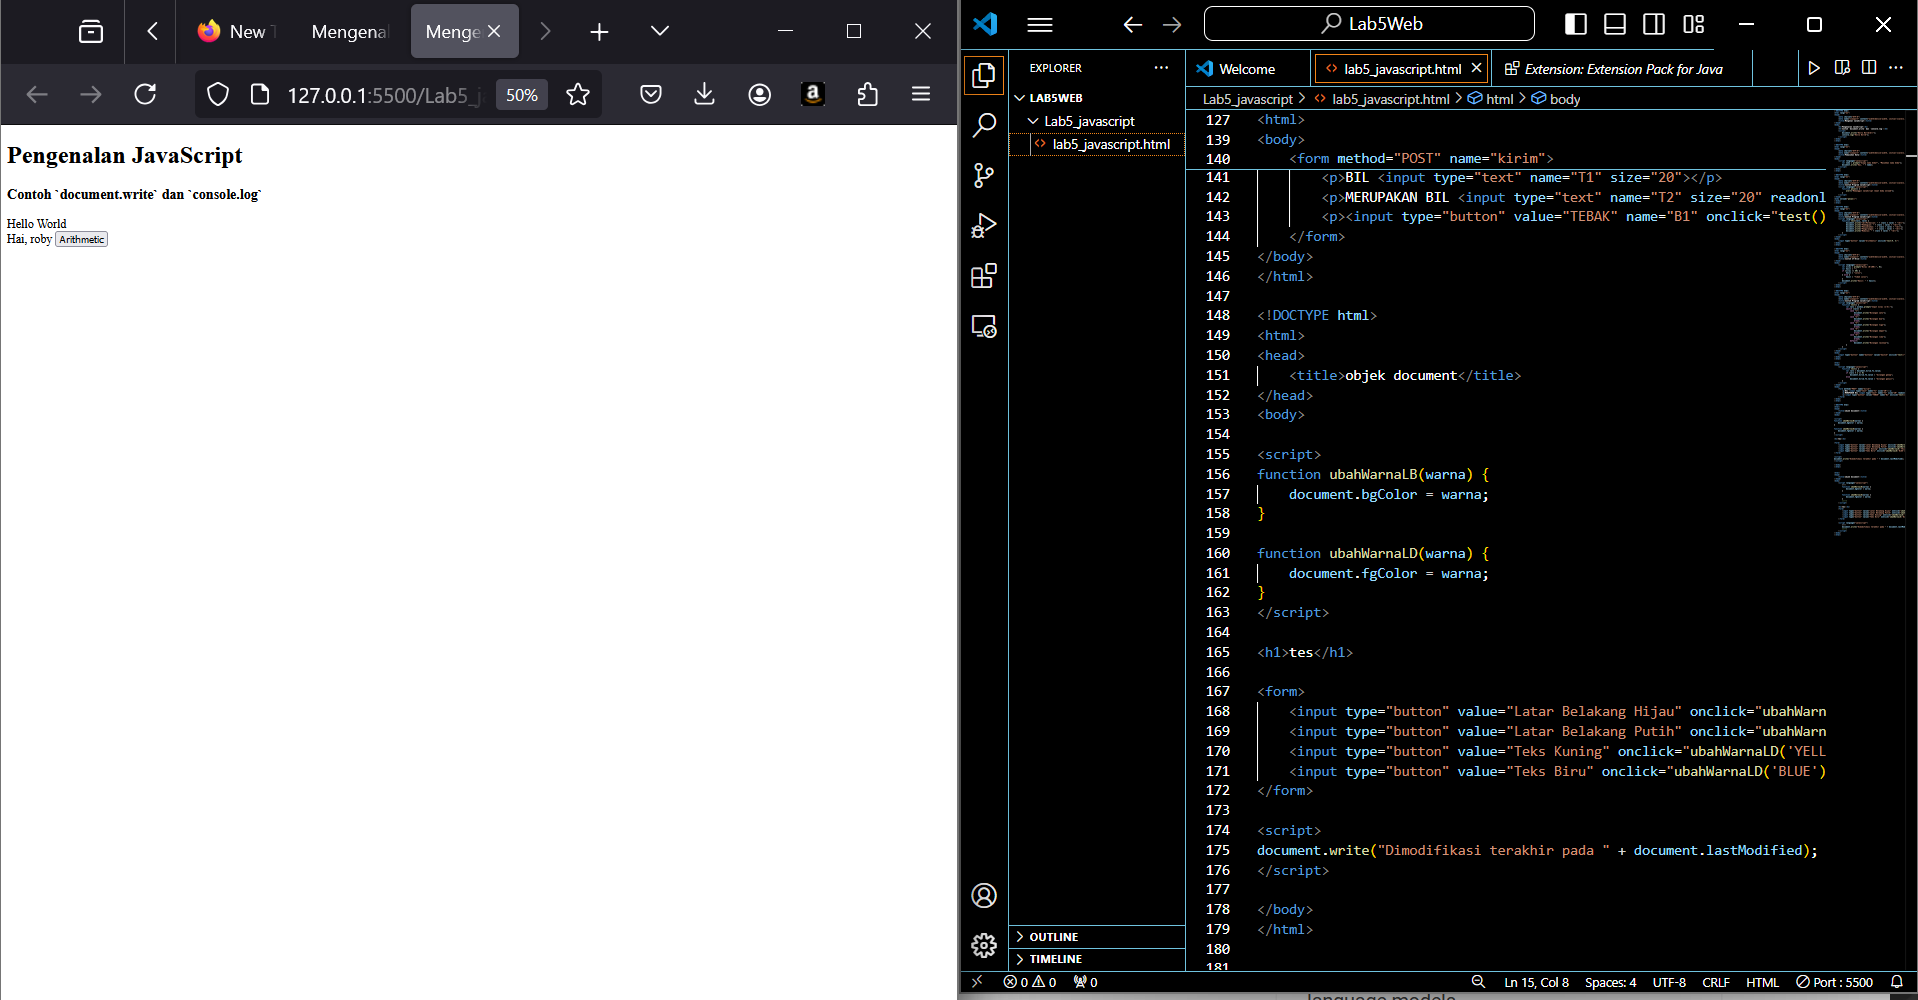 New T
Mengenal
Menge
127.0.0.1:5500/Lab5_j
50%
Pengenalan JavaScript
Contoh `document.write` dan `console.log`
Hello World
Hai, roby Arithmetic
Lab5Web
EXPLORER
LAB5WEB
Lab5_javascript
lab5_javascript.html
OUTLINE
TIMELINE
Welcome
lab5_javascript.html
Extension: Extension Pack for Java
Lab5_javascript > lab5_javascript.html > html > body
127 <html>
139 <body>
140 <form method="POST" name="kirim">
141 <p>BIL <input type="text" name="T1" size="20"></p>
142 <p>MERUPAKAN BIL <input type="text" name="T2" size="20" readonl
143 <p><input type="button" value="TEBAK" name="B1" onclick="test()
144 </form>
145 </body>
146 </html>
147
148 <!DOCTYPE html>
149 <html>
150 <head>
151 <title>objek document</title>
152 </head>
153 <body>
154
155 <script>
156 function ubahWarnaLB(warna) {
157 document.bgColor = warna;
158 }
159
160 function ubahWarnaLD(warna) {
161 document.fgColor = warna;
162 }
163 </script>
164
165 <h1>tes</h1>
166
167 <form>
168 <input type="button" value="Latar Belakang Hijau" onclick="ubahWarn
169 <input type="button" value="Latar Belakang Putih" onclick="ubahWarn
170 <input type="button" value="Teks Kuning" onclick="ubahWarnaLD('YELL
171 <input type="button" value="Teks Biru" onclick="ubahWarnaLD('BLUE')
172 </form>
173
174 <script>
175 document.write("Dimodifikasi terakhir pada " + document.lastModified);
176 </script>
177
178 </body>
179 </html>
180
181
0 0 0
Ln 15, Col 8 Spaces: 4 UTF-8 CRLF HTML Port : 5500